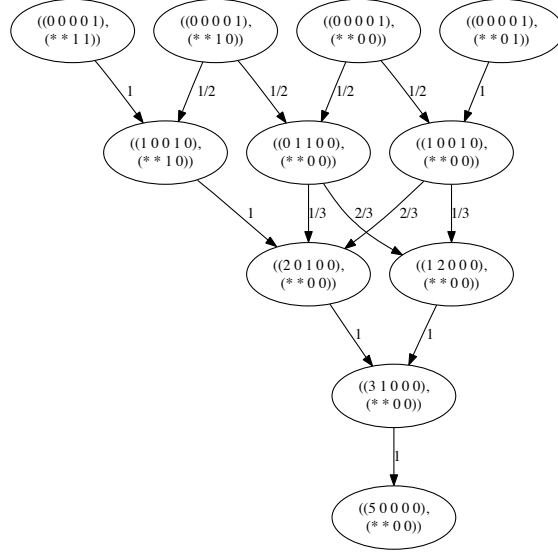 ((0 0 0 0 1),
(* * 1 1))
((0 0 0 0 1),
(* * 1 0))
((0 0 0 0 1),
(* * 0 0))
((0 0 0 0 1),
(* * 0 1))
1
1/2
1/2
1/2
1/2
1
((1 0 0 1 0),
(* * 1 0))
((0 1 1 0 0),
(* * 0 0))
((1 0 0 1 0),
(* * 0 0))
1
1/3
2/3
2/3
1/3
((2 0 1 0 0),
(* * 0 0))
((1 2 0 0 0),
(* * 0 0))
1
1
((3 1 0 0 0),
(* * 0 0))
1
((5 0 0 0 0),
(* * 0 0))